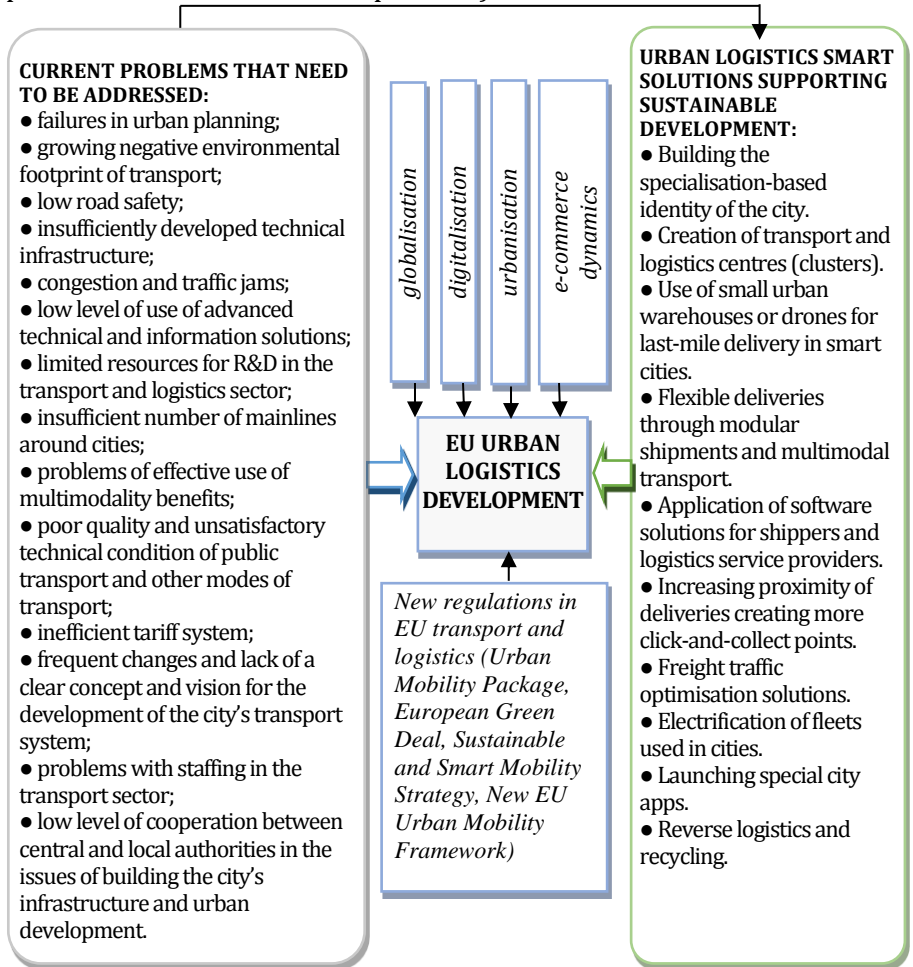 CURRENT PROBLEMS THAT NEED
TO BE ADDRESSED:
● failures in urban planning;
● growing negative environmental
footprint of transport;
● low road safety;
● insufficiently developed technical
infrastructure;
● congestion and traffic jams;
● low level of use of advanced
technical and information solutions;
● limited resources for R&D in the
transport and logistics sector;
● insufficient number of mainlines
around cities;
● problems of effective use of
multimodality benefits;
● poor quality and unsatisfactory
technical condition of public
transport and other modes of
transport;
● inefficient tariff system;
● frequent changes and lack of a
clear concept and vision for the
development of the city's transport
system;
● problems with staffing in the
transport sector;
● low level of cooperation between
central and local authorities in the
issues of building the city's
infrastructure and urban
development.
globalisation
digitalisation
urbanisation
e-commerce
dynamics
EU URBAN
LOGISTICS
DEVELOPMENT
New regulations in
EU transport and
logistics (Urban
Mobility Package,
European Green
Deal, Sustainable
and Smart Mobility
Strategy, New EU
Urban Mobility
Framework)
URBAN LOGISTICS SMART
SOLUTIONS SUPPORTING
SUSTAINABLE
DEVELOPMENT:
● Building the
specialisation-based
identity of the city.
● Creation of transport and
logistics centres (clusters).
● Use of small urban
warehouses or drones for
last-mile delivery in smart
cities.
● Flexible deliveries
through modular
shipments and multimodal
transport.
● Application of software
solutions for shippers and
logistics service providers.
● Increasing proximity of
deliveries creating more
click-and-collect points.
● Freight traffic
optimisation solutions.
● Electrification of fleets
used in cities.
● Launching special city
apps.
● Reverse logistics and
recycling.